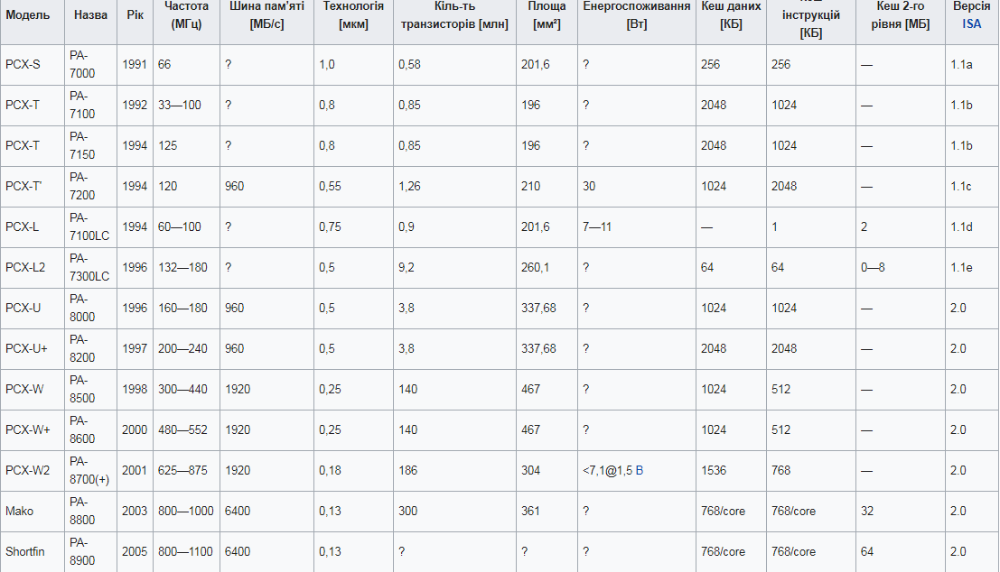 Модель Назва Рік Частота (МГц) Шина пам'яті [МБ/с] Технологія [мкм] Кіль-ть транзисторів [млн] Площа [мм²] Енергоспоживання [Вт] Кеш даних [КБ] інструкцій [КБ] Кеш 2-го рівня [МБ] Версія ISA
PCX-S PA-7000 1991 66 ? 1,0 0,58 201,6 ? 256 256 — 1.1a
PCX-T PA-7100 1992 33—100 ? 0,8 0,85 196 ? 2048 1024 — 1.1b
PCX-T PA-7150 1994 125 ? 0,8 0,85 196 ? 2048 1024 — 1.1b
PCX-T' PA-7200 1994 120 960 0,55 1,26 210 30 1024 2048 — 1.1c
PCX-L PA-7100LC 1994 60—100 ? 0,75 0,9 201,6 7—11 — 1 2 1.1d
PCX-L2 PA-7300LC 1996 132—180 ? 0,5 9,2 260,1 ? 64 64 0—8 1.1e
PCX-U PA-8000 1996 160—180 960 0,5 3,8 337,68 ? 1024 1024 — 2.0
PCX-U+ PA-8200 1997 200—240 960 0,5 3,8 337,68 ? 2048 2048 — 2.0
PCX-W PA-8500 1998 300—440 1920 0,25 140 467 ? 1024 512 — 2.0
PCX-W+ PA-8600 2000 480—552 1920 0,25 140 467 ? 1024 512 — 2.0
PCX-W2 PA-8700(+) 2001 625—875 1920 0,18 186 304 <7,1@1,5 В 1536 768 — 2.0
Mako PA-8800 2003 800—1000 6400 0,13 300 361 ? 768/core 768/core 32 2.0
Shortfin PA-8900 2005 800—1100 6400 0,13 ? ? ? 768/core 768/core 64 2.0